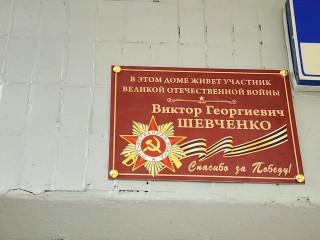 В ЭТОМ ДОМЕ ЖИВЕТ УЧАСТНИК
ВЕЛИКОЙ ОТЕЧЕСТВЕННОЙ ВОЙНЫ
Виктор Георгиевич
ШЕВЧЕНКО
Спасибо за Победу!